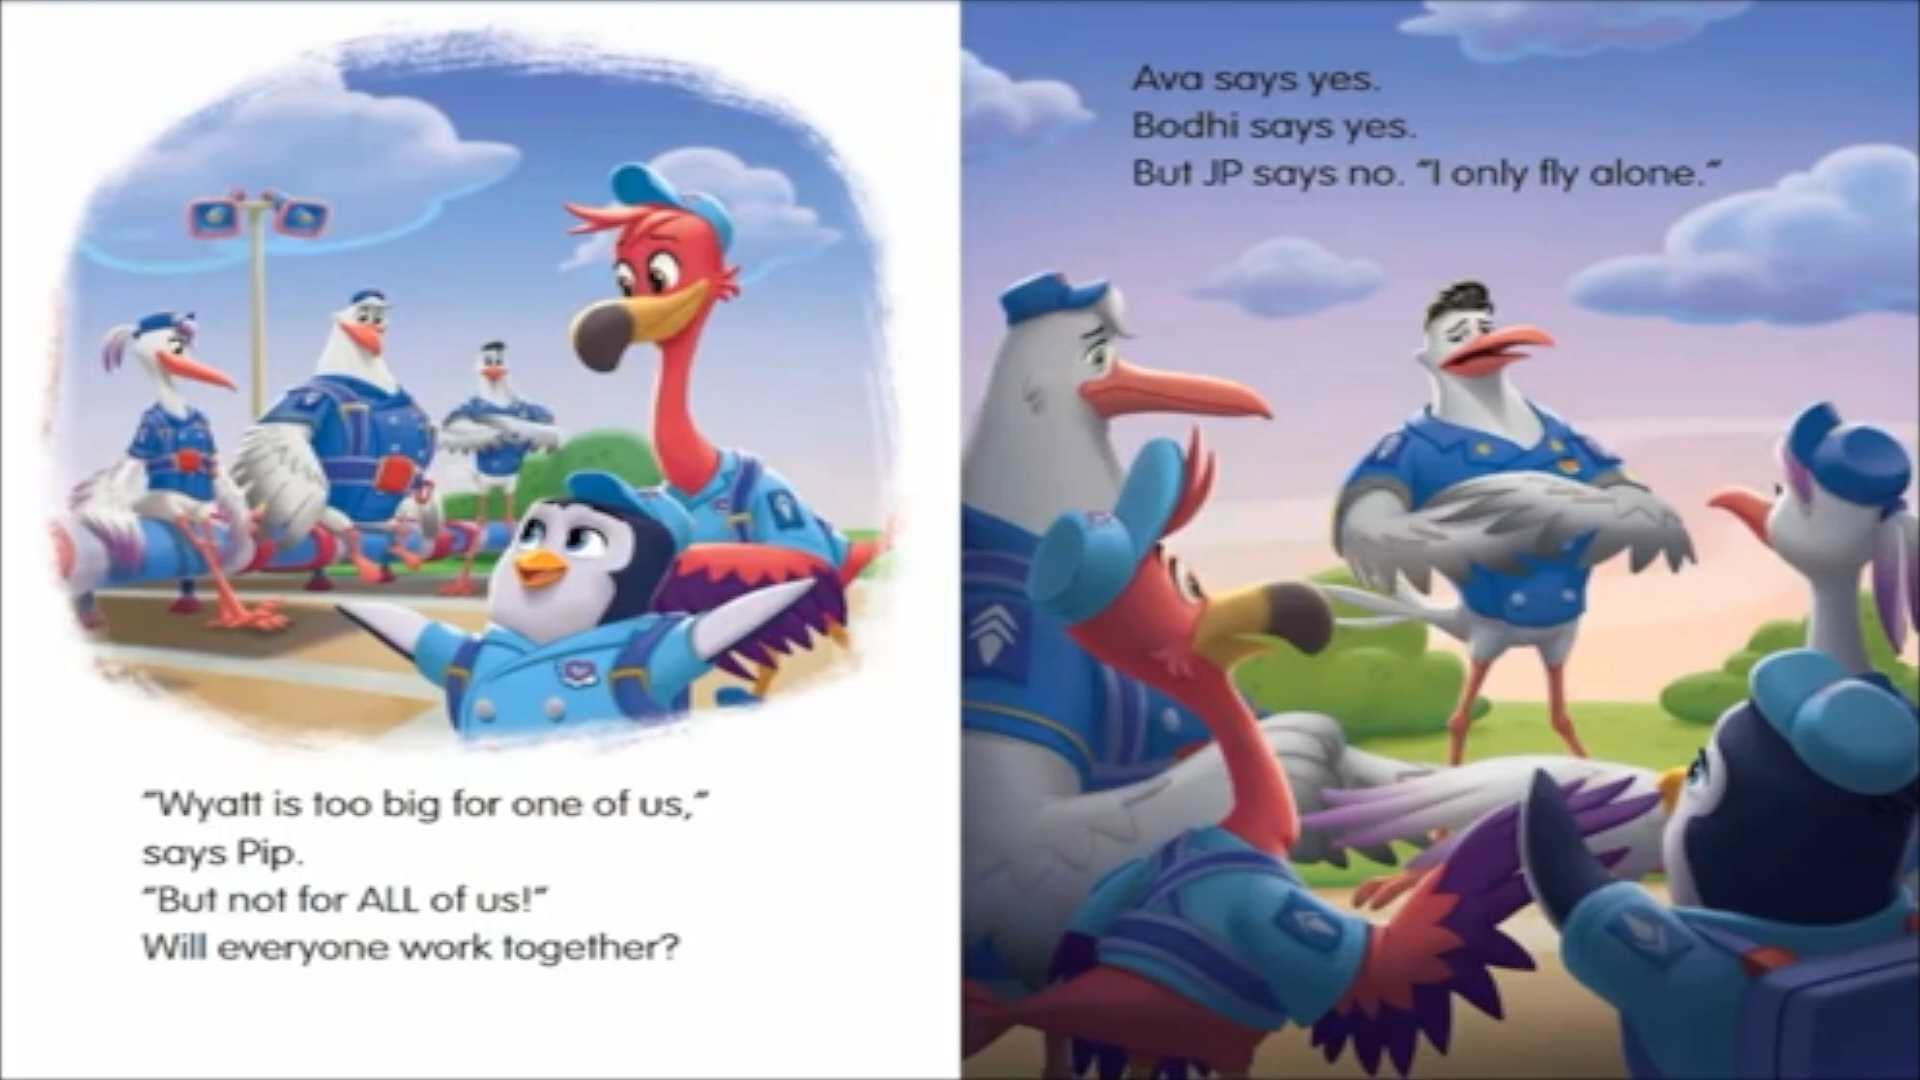 “Wyatt is too big for one of us,”
says Pip.
“But not for ALL of us!”
Will everyone work together?
Ava says yes.
Bodhi says yes.
But JP says no. “I only fly alone.”